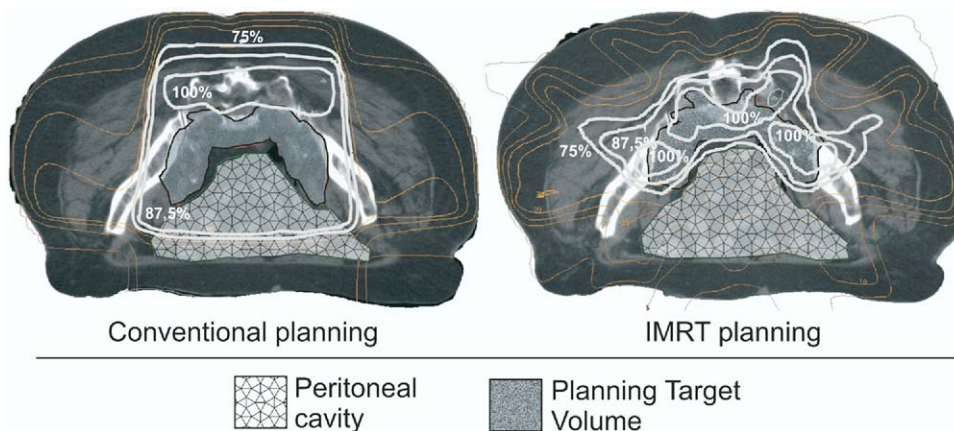 75%
100%
87,5%
100%
75%
87,5%
100%
100%
10
Conventional planning
IMRT planning
Peritoneal
cavity
Planning Target
Volume